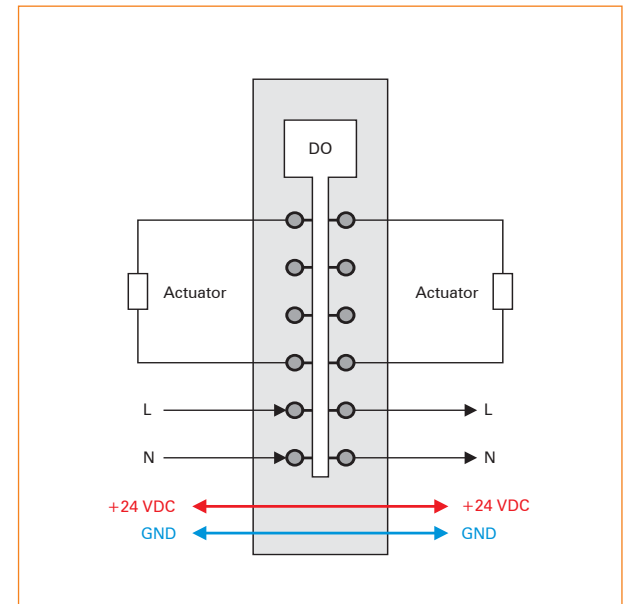 DO
Actuator
Actuator
L
L
N
N
+24 VDC
+24 VDC
GND
GND